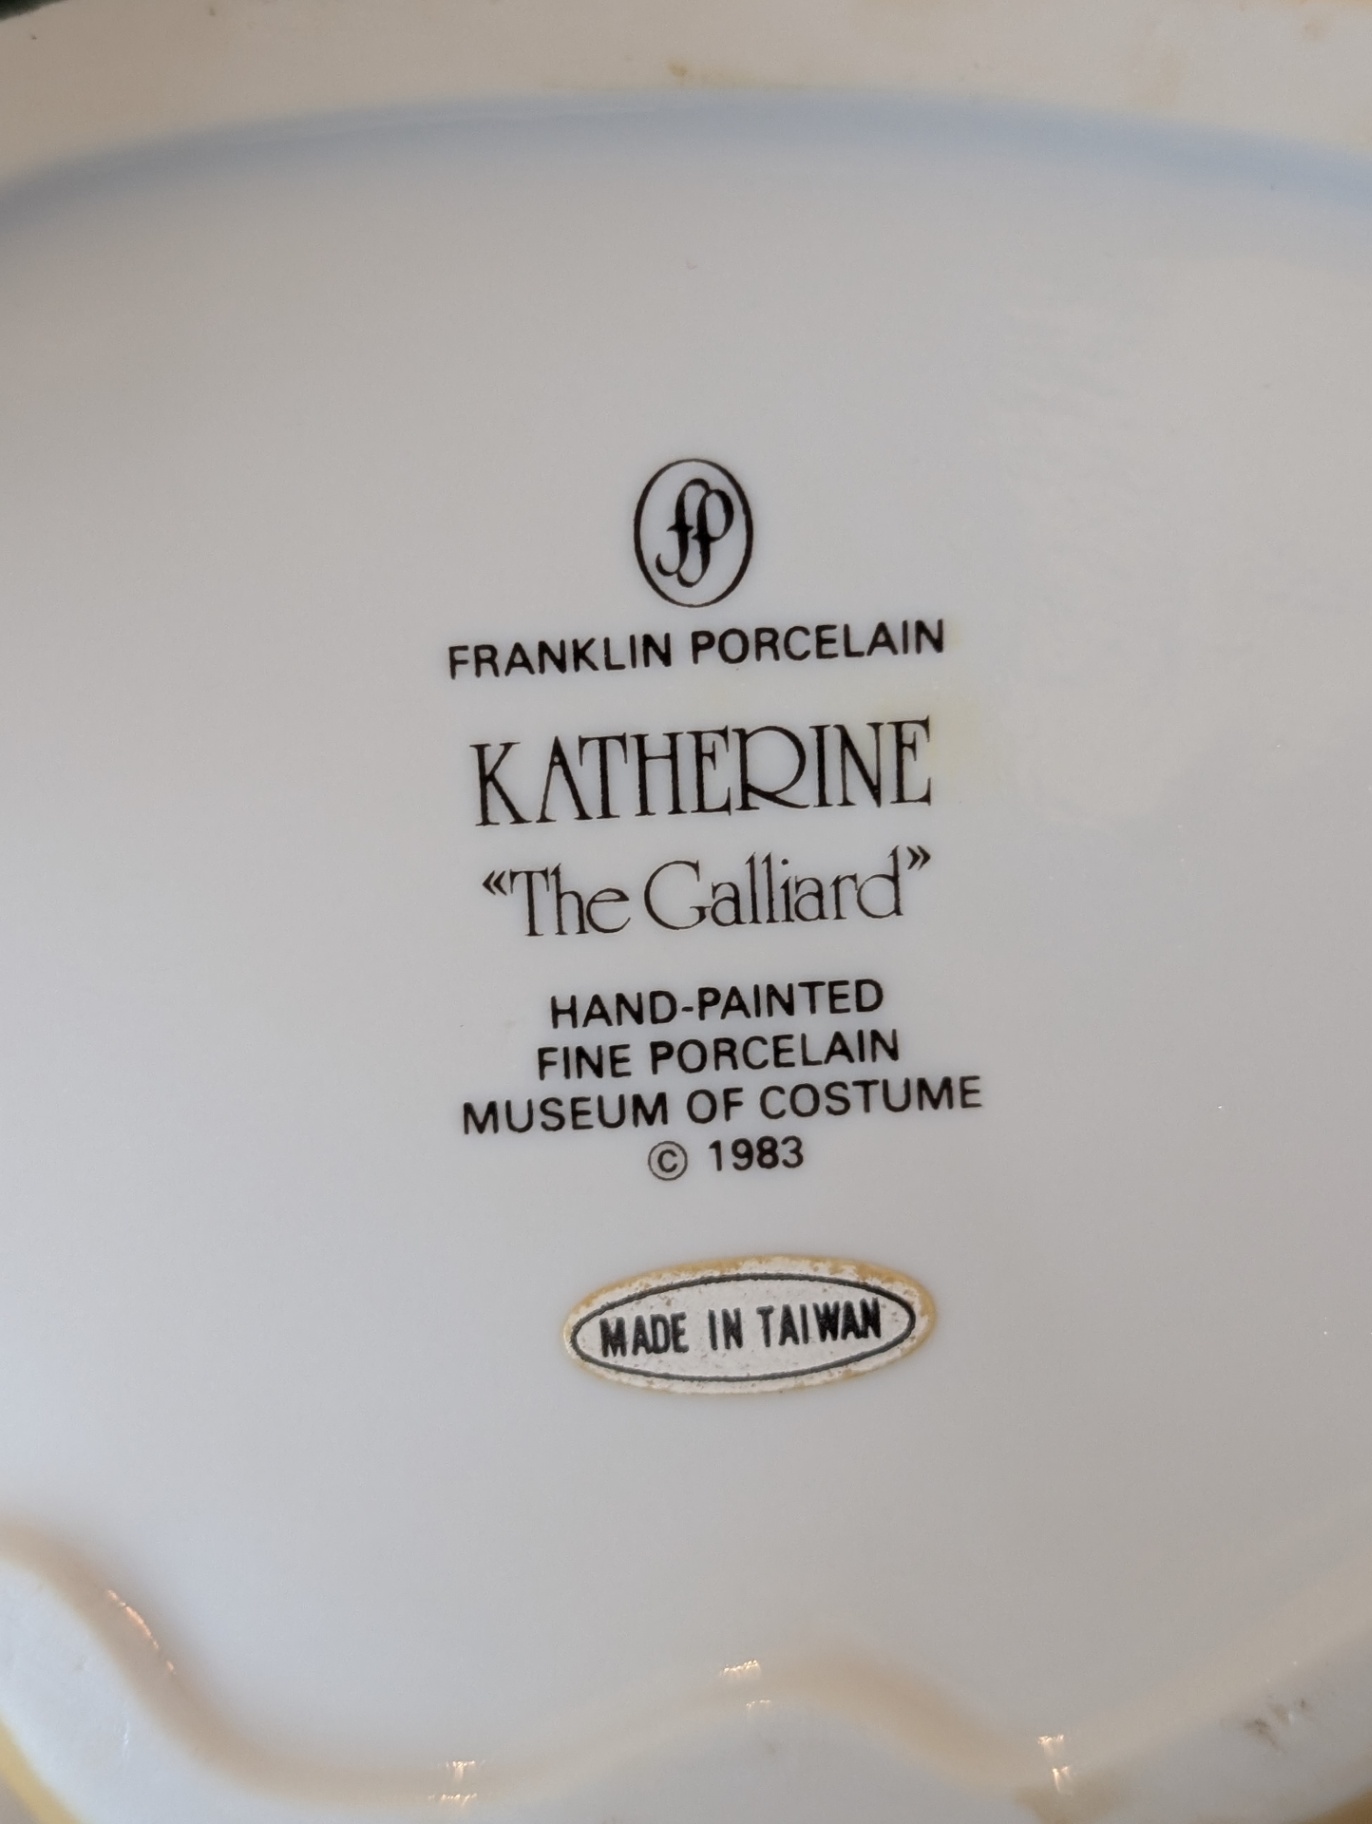 fp
FRANKLIN PORCELAIN
KATHERINE
“The Galliard”
HAND-PAINTED
FINE PORCELAIN
MUSEUM OF COSTUME
© 1983
MADE IN TAIWAN